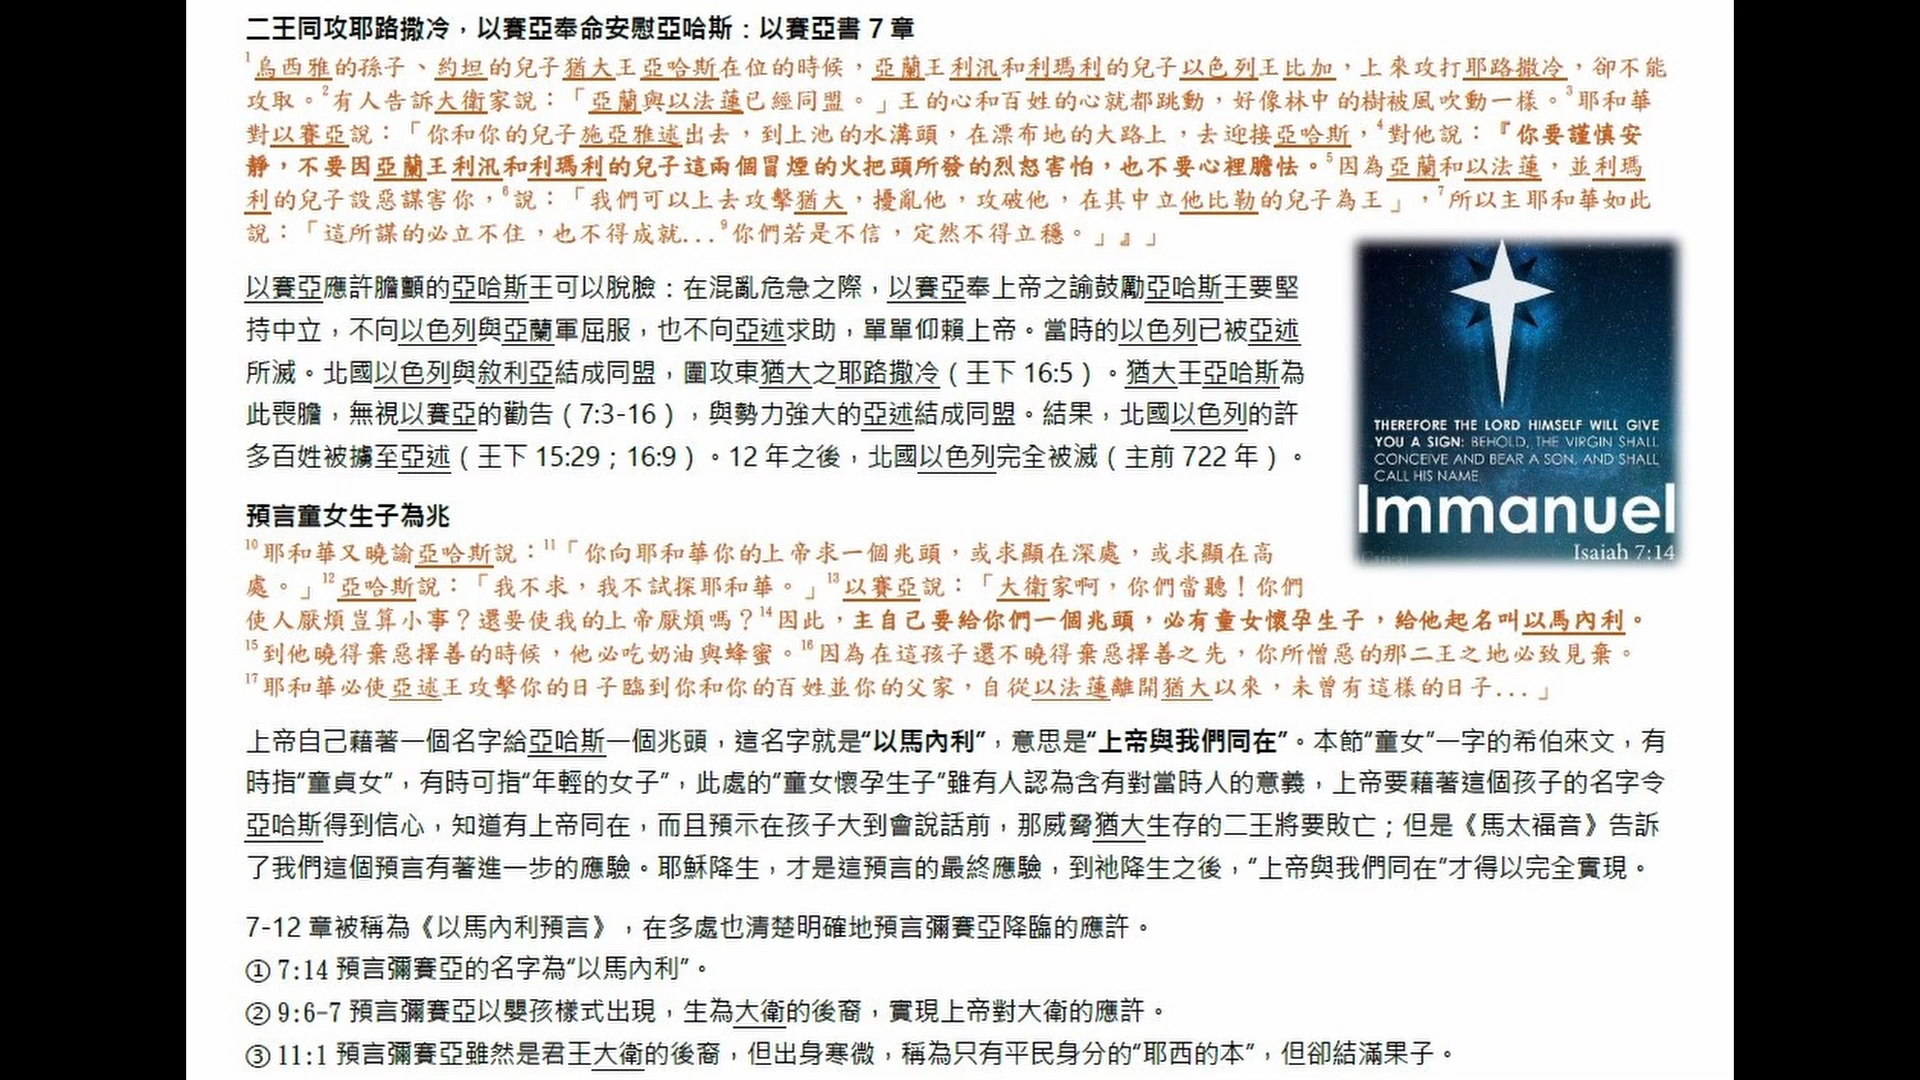 二王同攻耶路撒冷，以賽亞奉命安慰亞哈斯：以賽亞書 7 章
1烏西雅的孫子、約坦的兒子猶大王亞哈斯在位的時候，亞蘭王利汛和利瑪利的兒子以色列王比加，上來攻打耶路撒冷，卻不能
攻取。2有人告訴大衛家說：「亞蘭與以法蓮已經同盟。」王的心和百姓的心就都跳動，好像林中的樹被風吹動一樣。3耶和華
對以賽亞說：「你和你的兒子施亞雅述出去，到上池的水溝頭，在漂布地的大路上，去迎接亞哈斯，4對他說：『你要謹慎安
靜，不要因亞蘭王利汛和利瑪利的兒子這兩個冒煙的火把頭所發的烈怒害怕，也不要心裡膽怯。5因為亞蘭和以法蓮，並利瑪
利的兒子設惡謀害你，6說：「我們可以上去攻擊猶大，擾亂他，攻破他，在其中立他比勒的兒子為王」，7所以主耶和華如此
說：「這所謀的必立不住，也不得成就...9你們若是不信，定然不得立穩。」』」
以賽亞應許膽顫的亞哈斯王可以脫臉：在混亂危急之際，以賽亞奉上帝之諭鼓勵亞哈斯王要堅
持中立，不向以色列與亞蘭軍屈服，也不向亞述求助，單單仰賴上帝。當時的以色列已被亞述
所滅。北國以色列與敘利亞結成同盟，圍攻東猶大之耶路撒冷（王下 16:5）。猶大王亞哈斯為
此喪膽，無視以賽亞的勸告（7:3-16），與勢力強大的亞述結成同盟。結果，北國以色列的許
多百姓被擄至亞述（王下 15:29；16:9）。12 年之後，北國以色列完全被滅（主前 722 年）。
THEREFORE THE LORD HIMSELF WILL GIVE
YOU A SIGN: BEHOLD, THE VIRGIN SHALL
CONCEIVE AND BEAR A SON, AND SHALL
CALL HIS NAME
Immanuel
Isaiah 7:14
預言童女生子為兆
10耶和華又曉諭亞哈斯說：11「你向耶和華你的上帝求一個兆頭，或求顯在深處，或求顯在高
處。」12亞哈斯說：「我不求，我不試探耶和華。」13以賽亞說：「大衛家啊，你們當聽！你們
使人厭煩豈算小事？還要使我的上帝厭煩嗎？14因此，主自己要給你們一個兆頭，必有童女懷孕生子，給他起名叫以馬內利。
15到他曉得棄惡擇善的時候，他必吃奶油與蜂蜜。16因為在這孩子還不曉得棄惡擇善之先，你所憎惡的那二王之地必致見棄。
17耶和華必使亞述王攻擊你的日子臨到你和你的百姓並你的父家，自從以法蓮離開猶大以來，未曾有這樣的日子...」
上帝自己藉著一個名字給亞哈斯一個兆頭，這名字就是“以馬內利”，意思是“上帝與我們同在”。本節“童女”一字的希伯來文，有
時指“童貞女”，有時可指“年輕的女子”，此處的“童女懷孕生子”雖有人認為含有對當時人的意義，上帝要藉著這個孩子的名字令
亞哈斯得到信心，知道有上帝同在，而且預示在孩子大到會說話前，那威脅猶大生存的二王將要敗亡；但是《馬太福音》告訴
了我們這個預言有著進一步的應驗。耶穌降生，才是這預言的最終應驗，到祂降生之後，“上帝與我們同在”才得以完全實現。
7-12 章被稱為《以馬內利預言》，在多處也清楚明確地預言彌賽亞降臨的應許。
① 7:14 預言彌賽亞的名字為“以馬內利”。
② 9:6-7 預言彌賽亞以嬰孩樣式出現，生為大衛的後裔，實現上帝對大衛的應許。
③ 11:1 預言彌賽亞雖然是君王大衛的後裔，但出身寒微，稱為只有平民身分的“耶西的本”，但卻結滿果子。